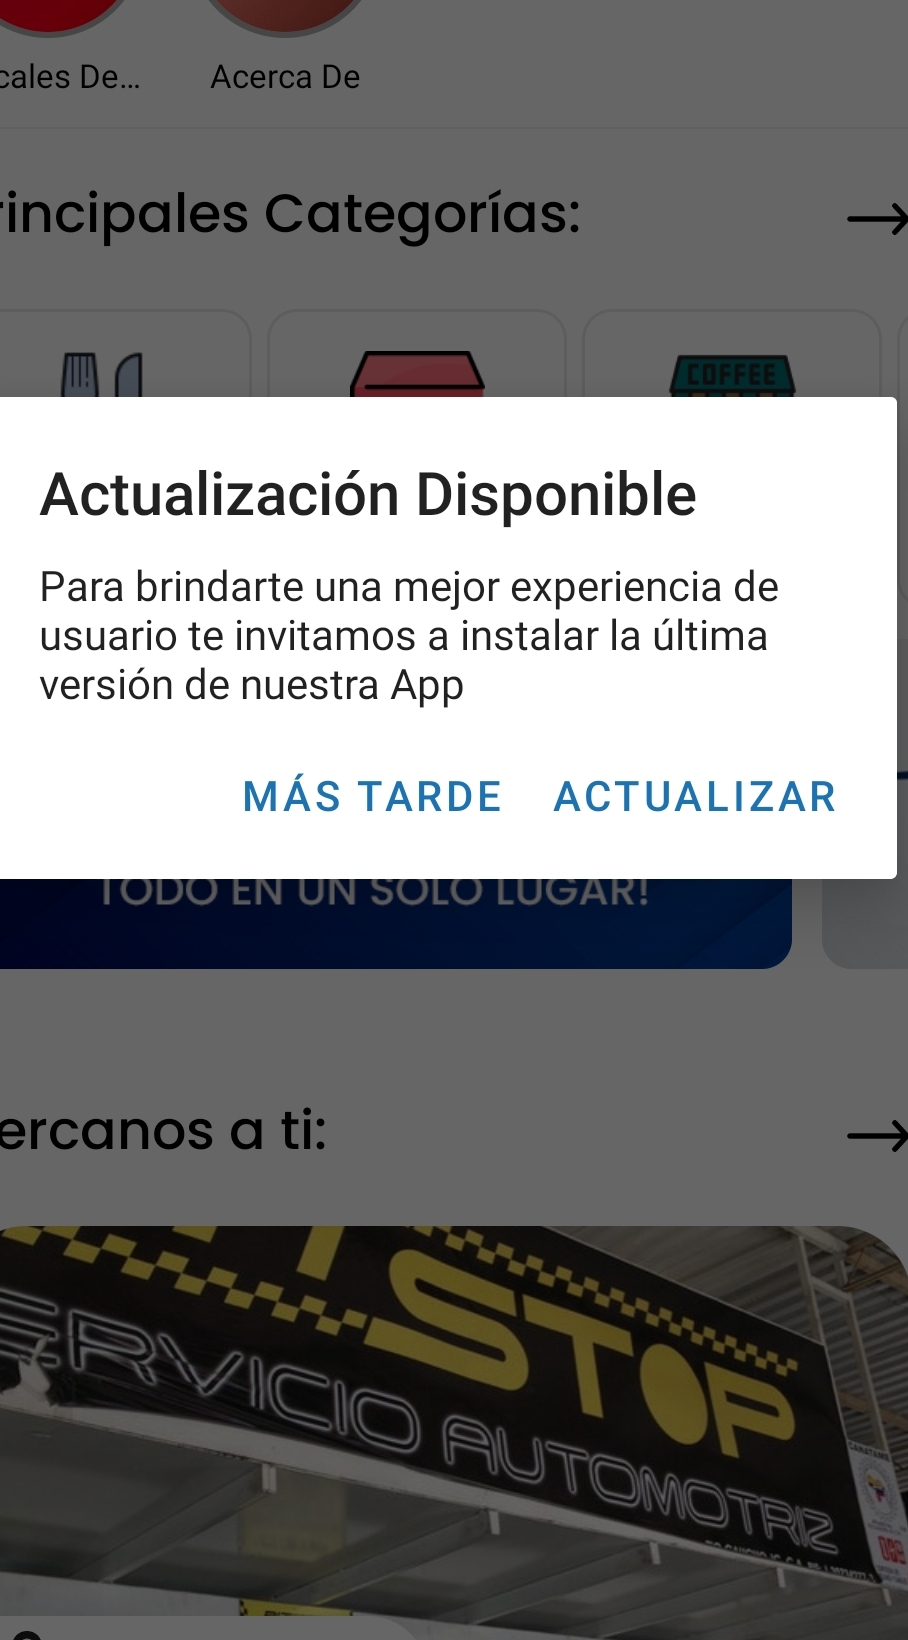 cales De...
Acerca De
rincipales Categorías:
COFFEE
Actualización Disponible
Para brindarte una mejor experiencia de
usuario te invitamos a instalar la última
versión de nuestra App
MÁS TARDE ACTUALIZAR
TODO EN UN SOLO LUGAR!
ercanos a ti:
STOP
SERVICIO AUTOMOTRIZ